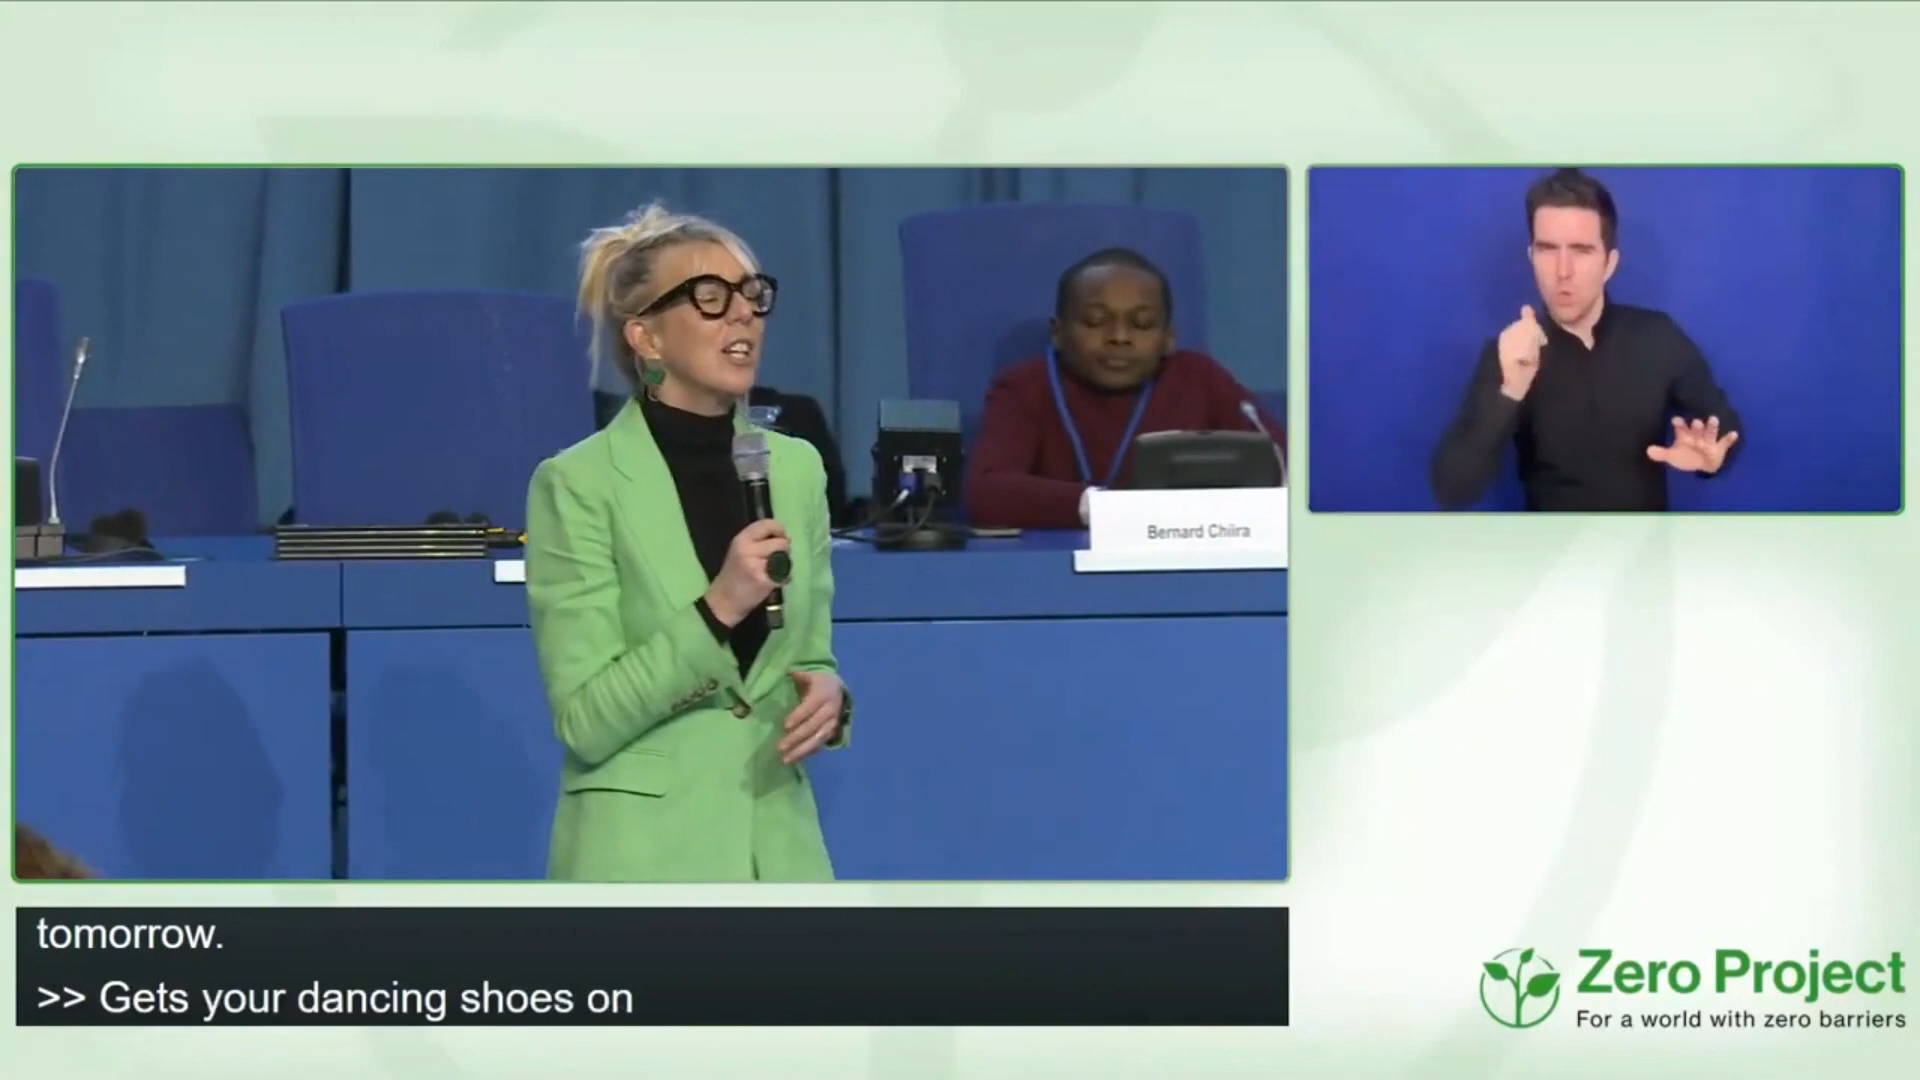 Bernard Chiira
tomorrow.
>> Gets your dancing shoes on
Zero Project
For a world with zero barriers